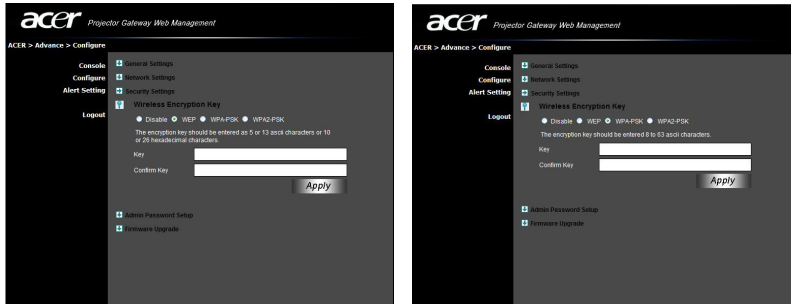 acer Projector Gateway Web Management
ACER > Advance > Configure
Console
Configure
Alert Setting
Logout
General Settings
Network Settings
Security Settings
Wireless Encryption Key
Disable WEP WPA-PSK WPA2-PSK
The encryption key should be entered as 5 or 13 ascii characters or 10
or 26 hexadecimal characters.
Key
Confirm Key
Apply
Admin Password Setup
Firmware Upgrade
acer Projector Gateway Web Management
ACER > Advance > Configure
Console
Configure
Alert Setting
Logout
General Settings
Network Settings
Security Settings
Wireless Encryption Key
Disable WEP WPA-PSK WPA2-PSK
The encryption key should be entered 8 to 63 ascii characters.
Key
Confirm Key
Apply
Admin Password Setup
Firmware Upgrade